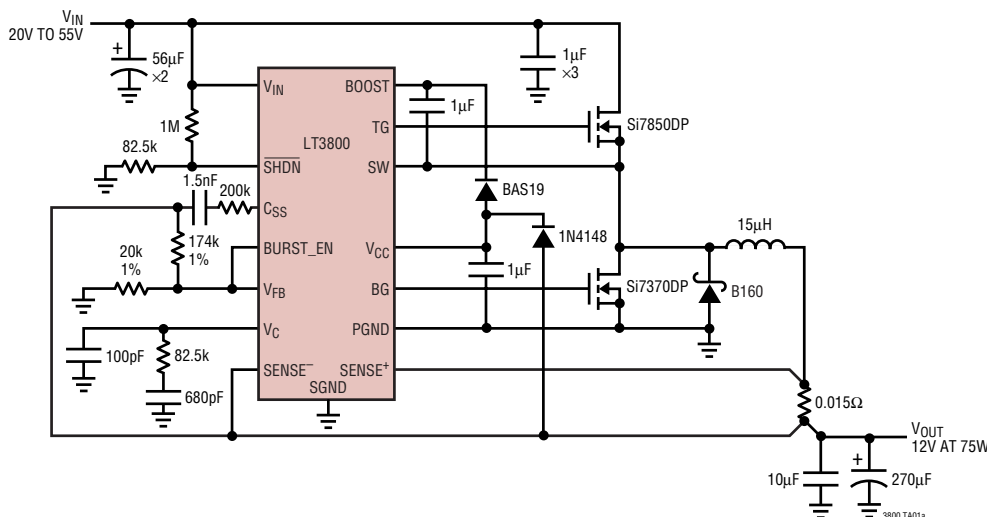 VIN
20V TO 55V
+
56µF
×2
1µF
×3
VIN
BOOST
1M
1µF
TG
Si7850DP
LT3800
82.5k
SHDN
SW
1.5nF
200k
BAS19
CSS
15µH
174k
1%
1N4148
20k
1%
BURST_EN
VCC
1µF
Si7370DP
VFB
BG
B160
VC
PGND
100pF
82.5k
SENSE−
SENSE+
SGND
680pF
0.015Ω
VOUT
12V AT 75W
+
10µF
270µF
3800 TA01a